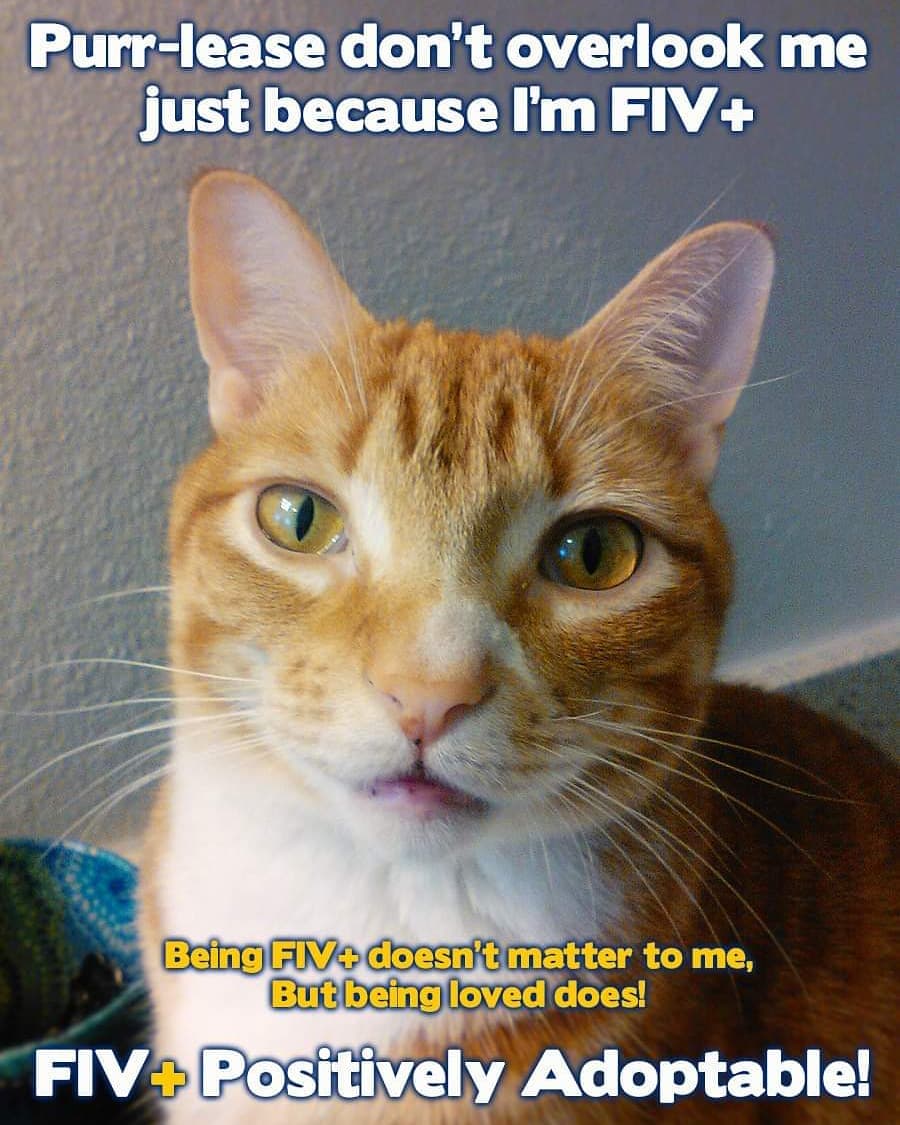 Purr-lease don't overlook me
just because I'm FIV+
Being FIV+ doesn't matter to me,
But being loved does!
FIV+ Positively Adoptable!